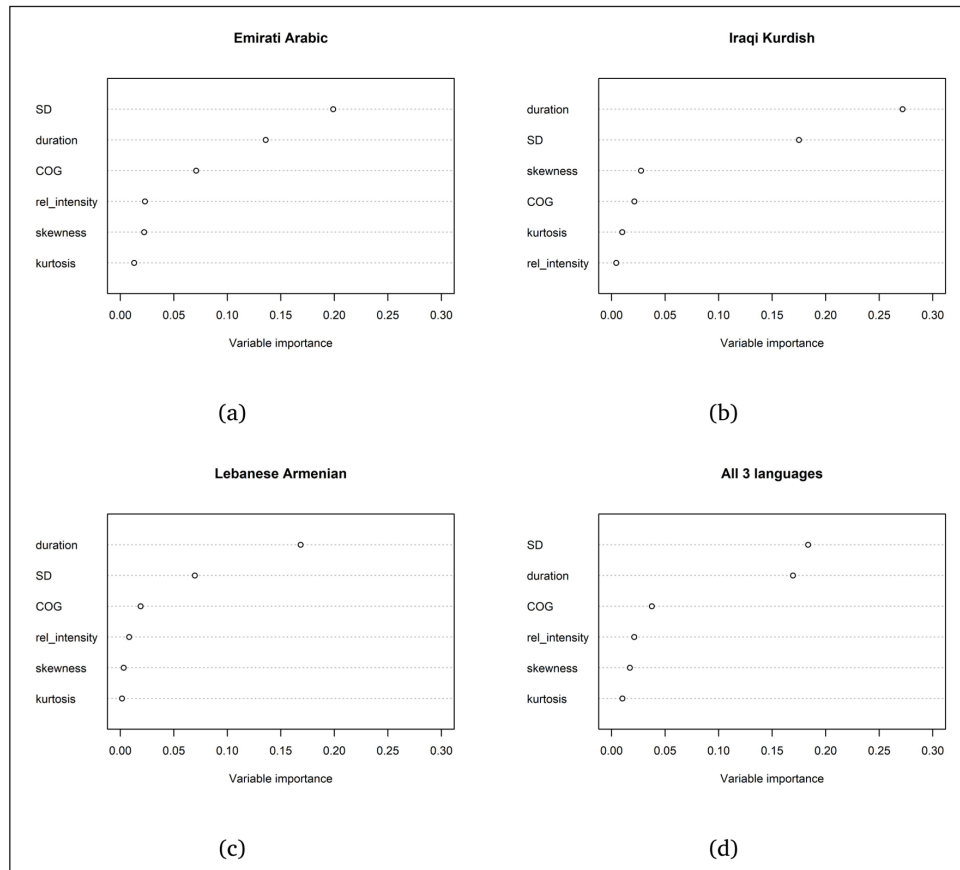 Emirati Arabic
SD
duration
COG
rel_intensity
skewness
kurtosis
0.00 0.05 0.10 0.15 0.20 0.25 0.30
Variable importance
(a)
Iraqi Kurdish
duration
SD
skewness
COG
kurtosis
rel_intensity
0.00 0.05 0.10 0.15 0.20 0.25 0.30
Variable importance
(b)
Lebanese Armenian
duration
SD
COG
rel_intensity
skewness
kurtosis
0.00 0.05 0.10 0.15 0.20 0.25 0.30
Variable importance
(c)
All 3 languages
SD
duration
COG
rel_intensity
skewness
kurtosis
0.00 0.05 0.10 0.15 0.20 0.25 0.30
Variable importance
(d)